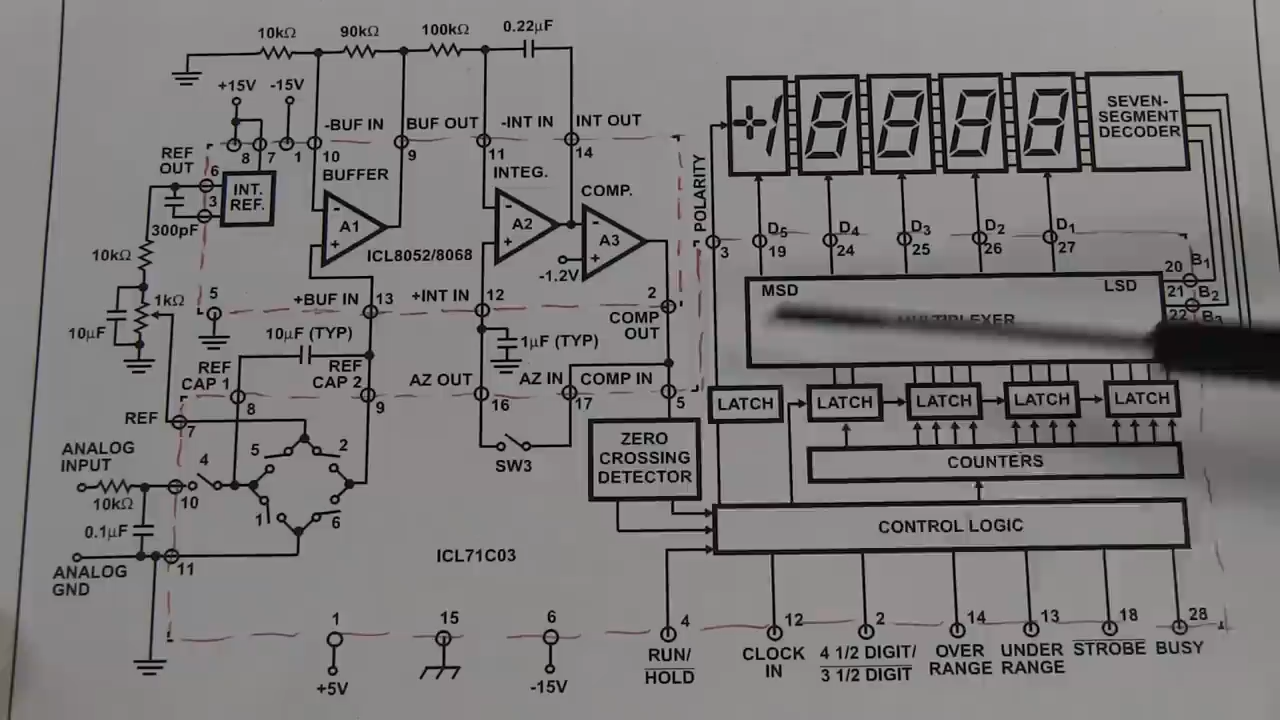 10kΩ
90kΩ
100kΩ
0.22μF
+15V
-15V
-BUF IN
BUF OUT
-INT IN
INT OUT
REF
OUT
6
8
7
1
10
9
11
14
3
INT.
REF.
BUFFER
INTEG.
COMP.
A1
A2
A3
300pF
ICL8052/8068
-1.2V
10kΩ
1kΩ
10μF
5
+BUF IN
13
+INT IN
12
2
COMP
OUT
10μF (TYP)
1μF (TYP)
REF
CAP 1
REF
CAP 2
AZ OUT
AZ IN
COMP IN
8
9
16
17
5
REF
7
ANALOG
INPUT
4
5
2
1
6
10kΩ
10
0.1μF
ANALOG
GND
11
SW3
ZERO
CROSSING
DETECTOR
ICL71C03
1
+5V
15
6
-15V
+1
8
8
8
8
SEVEN-
SEGMENT
DECODER
POLARITY
3
D5
19
D4
24
D3
25
D2
26
D1
27
20
B1
21
B2
22
B3
MSD
LSD
MULTIPLEXER
LATCH
LATCH
LATCH
LATCH
LATCH
COUNTERS
CONTROL LOGIC
4
12
2
14
13
18
28
RUN/
HOLD
CLOCK
IN
4 1/2 DIGIT/
3 1/2 DIGIT
OVER
RANGE
UNDER
RANGE
STROBE
BUSY